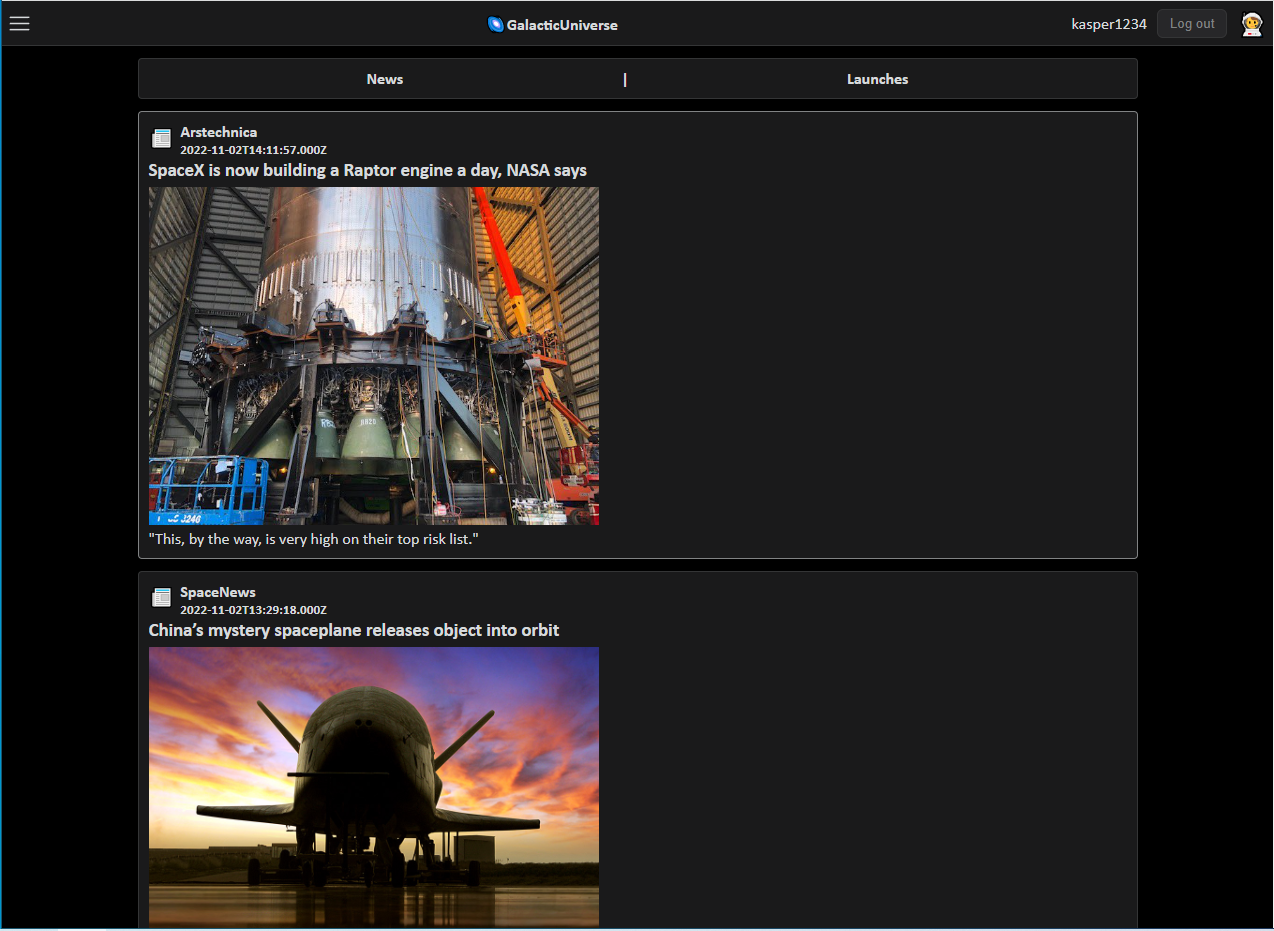 GalacticUniverse
kasper1234 Log out
News | Launches
Arstechnica
2022-11-02T14:11:57.000Z
SpaceX is now building a Raptor engine a day, NASA says
"This, by the way, is very high on their top risk list."
SpaceNews
2022-11-02T13:29:18.000Z
China’s mystery spaceplane releases object into orbit